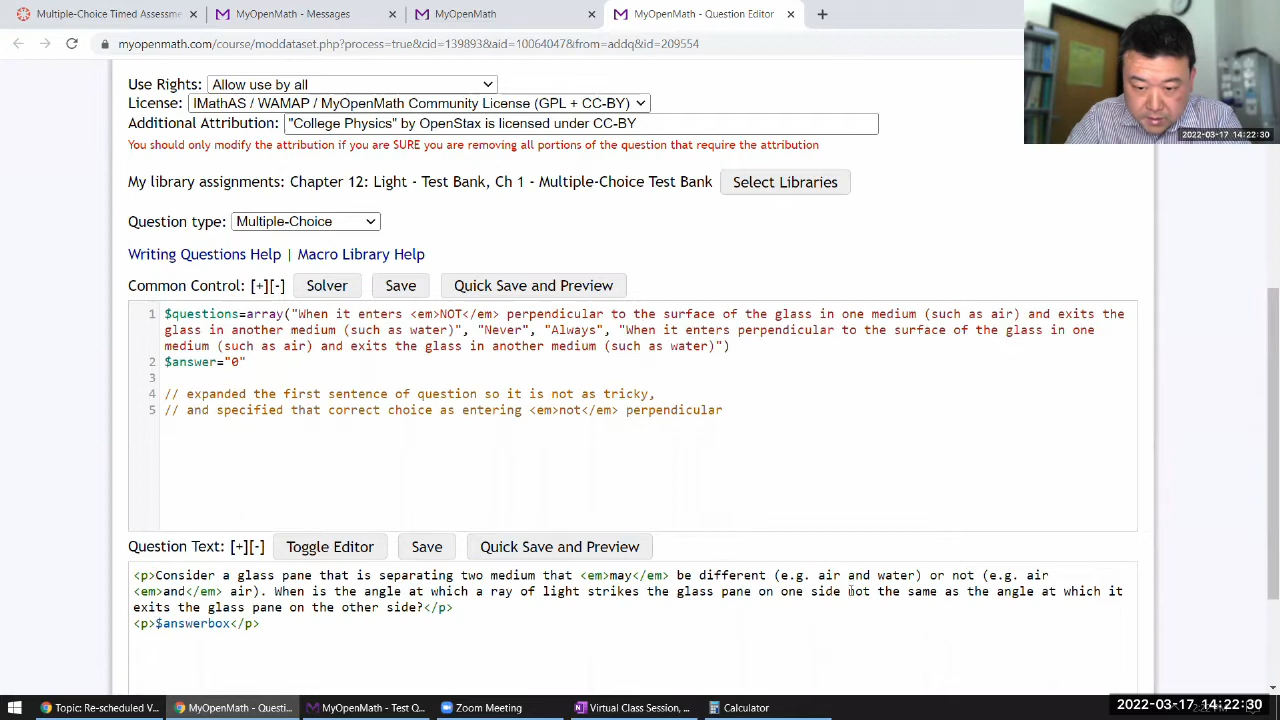 Multiple-Choice Timed Assessme
MyOpenMath - Messages
MyOpenMath
MyOpenMath - Question Editor
myopenmath.com/course/moddataset.php?process=true&cid=139893&aid=10064047&from=addq&id=209554
2022-03-17 14:22:30
Use Rights: Allow use by all
License: IMathAS / WAMAP / MyOpenMath Community License (GPL + CC-BY)
Additional Attribution: "College Physics" by OpenStax is licensed under CC-BY
You should only modify the attribution if you are SURE you are removing all portions of the question that require the attribution
My library assignments: Chapter 12: Light - Test Bank, Ch 1 - Multiple-Choice Test Bank Select Libraries
Question type: Multiple-Choice
Writing Questions Help | Macro Library Help
Common Control: [+][-] Solver Save Quick Save and Preview
1 $questions=array("When it enters <em>NOT</em> perpendicular to the surface of the glass in one medium (such as air) and exits the
glass in another medium (such as water)", "Never", "Always", "When it enters perpendicular to the surface of the glass in one
medium (such as air) and exits the glass in another medium (such as water)")
2 $answer="0"
3
4 // expanded the first sentence of question so it is not as tricky,
5 // and specified that correct choice as entering <em>not</em> perpendicular
Question Text: [+][-] Toggle Editor Save Quick Save and Preview
<p>Consider a glass pane that is separating two medium that <em>may</em> be different (e.g. air and water) or not (e.g. air
<em>and</em> air). When is the angle at which a ray of light strikes the glass pane on one side not the same as the angle at which it
exits the glass pane on the other side?</p>
<p>$answerbox</p>
Topic: Re-scheduled V...
MyOpenMath - Questi...
MyOpenMath - Test Q...
Zoom Meeting
Virtual Class Session, ...
Calculator
2022-03-17 14:22:30